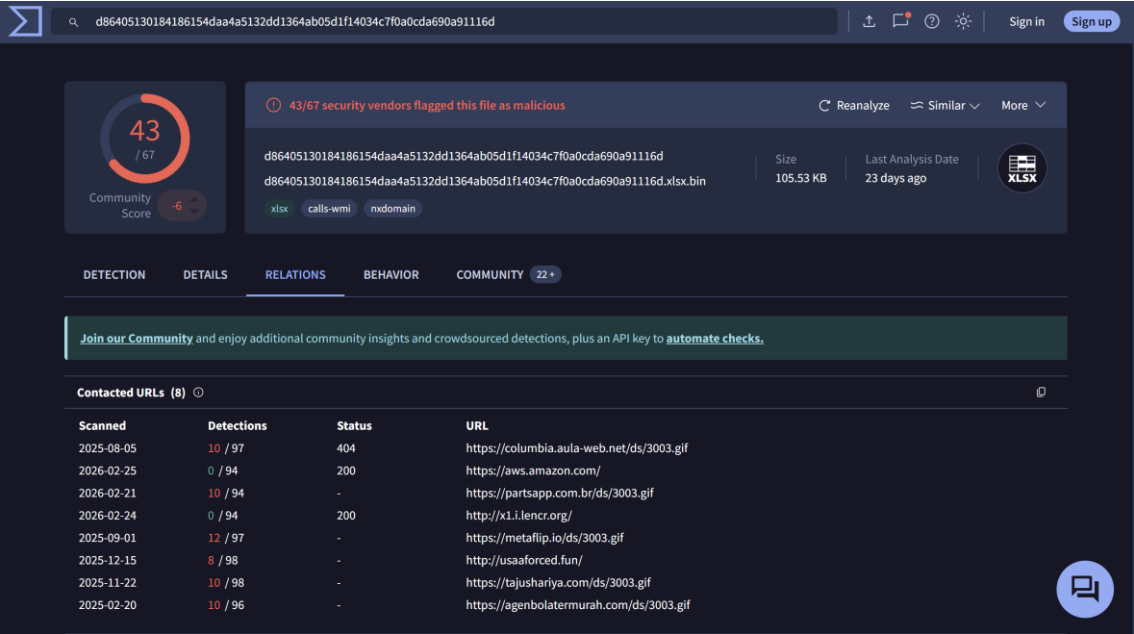 d86405130184186154daa4a5132dd1364ab05d1f14034c7f0a0cda690a91116d
Sign in
Sign up
43
/ 67
Community Score
-6
43/67 security vendors flagged this file as malicious
Reanalyze
Similar
More
d86405130184186154daa4a5132dd1364ab05d1f14034c7f0a0cda690a91116d
d86405130184186154daa4a5132dd1364ab05d1f14034c7f0a0cda690a91116d.xlsx.bin
xlsx calls-wmi nxdomain
Size
105.53 KB
Last Analysis Date
23 days ago
XLSX
DETECTION DETAILS RELATIONS BEHAVIOR COMMUNITY 22 +
Join our Community and enjoy additional community insights and crowdsourced detections, plus an API key to automate checks.
Contacted URLs (8)
Scanned Detections Status URL
2025-08-05 10 / 97 404 https://columbia.aula-web.net/ds/3003.gif
2026-02-25 0 / 94 200 https://aws.amazon.com/
2026-02-21 10 / 94 - https://partsapp.com.br/ds/3003.gif
2026-02-24 0 / 94 200 http://x1.i.lencr.org/
2025-09-01 12 / 97 - https://metaflip.io/ds/3003.gif
2025-12-15 8 / 98 - http://usaaforced.fun/
2025-11-22 10 / 98 - https://tajushariya.com/ds/3003.gif
2025-02-20 10 / 96 - https://agenbolatermurah.com/ds/3003.gif